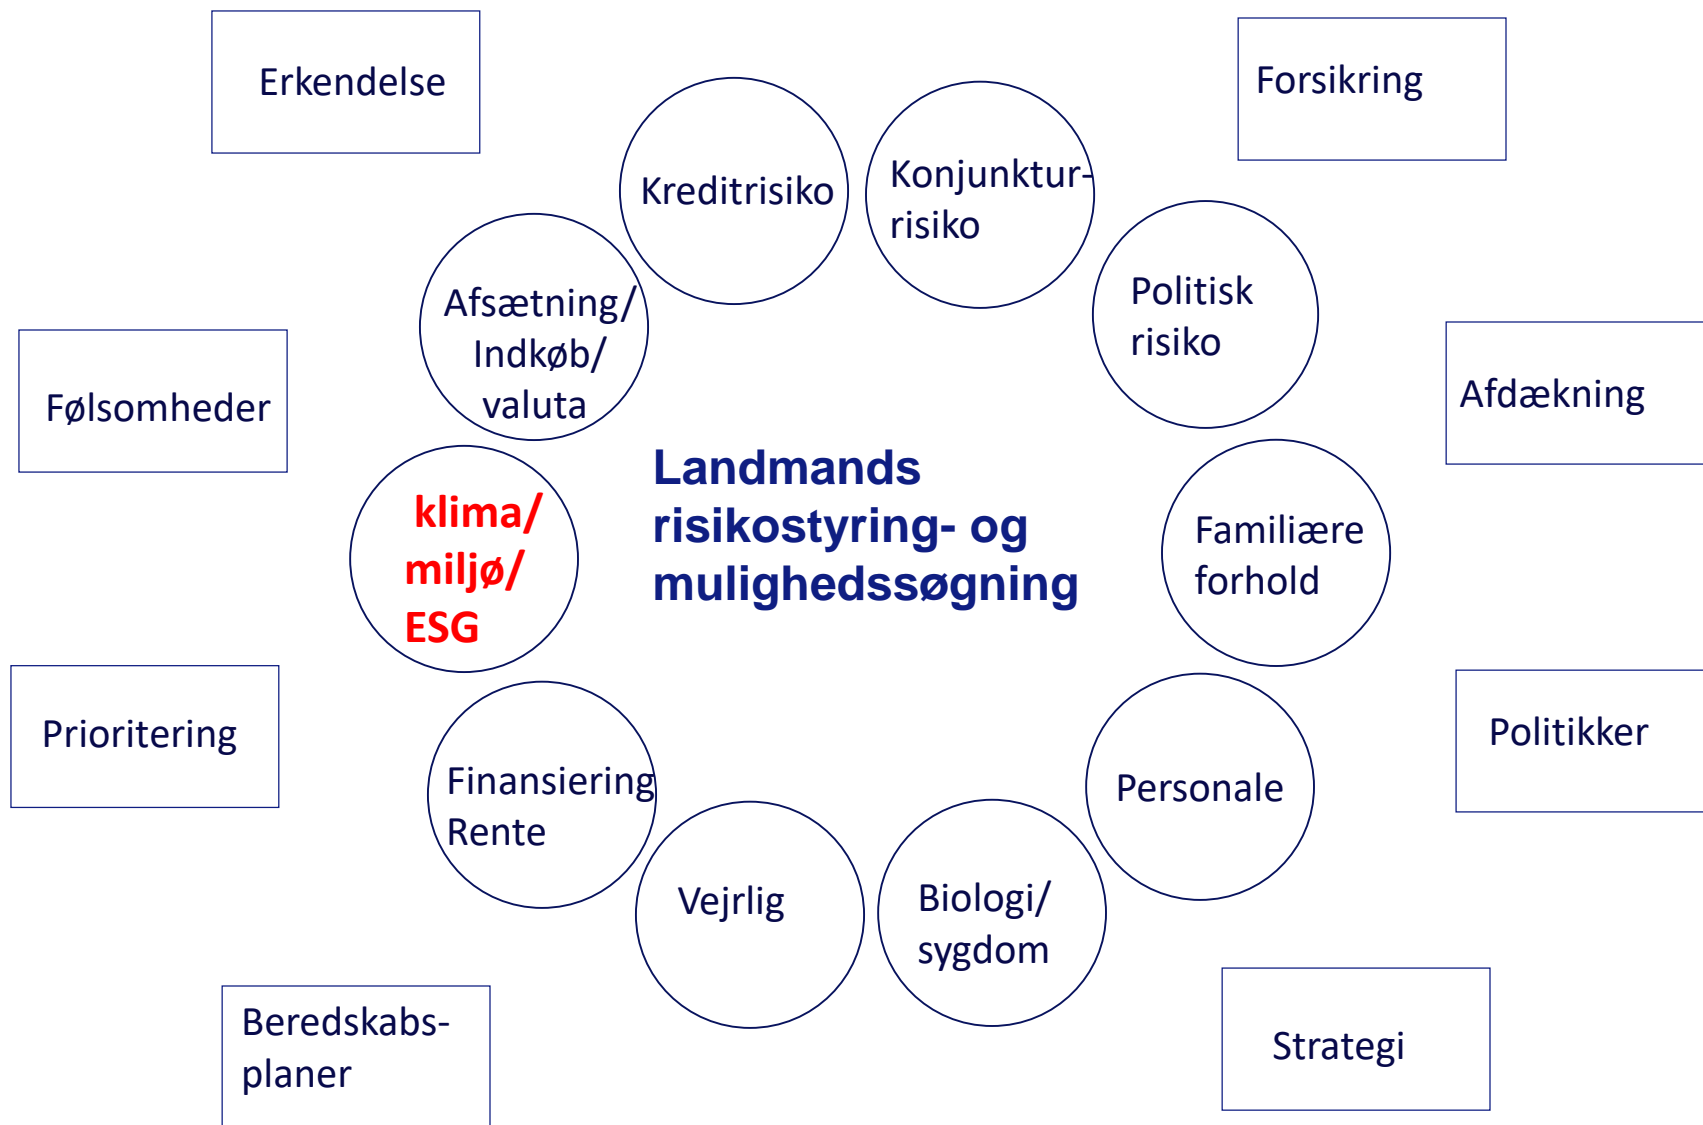 Erkendelse
Forsikring
Kreditrisiko
Konjunktur-
risiko
Afsætning/
Indkøb/
valuta
Politisk
risiko
Følsomheder
Afdækning
klima/
miljø/
ESG
Landmands
risikostyring- og
mulighedssøgning
Familiære
forhold
Prioritering
Politikker
Finansiering
Rente
Personale
Vejrlig
Biologi/
sygdom
Beredskabs-
planer
Strategi